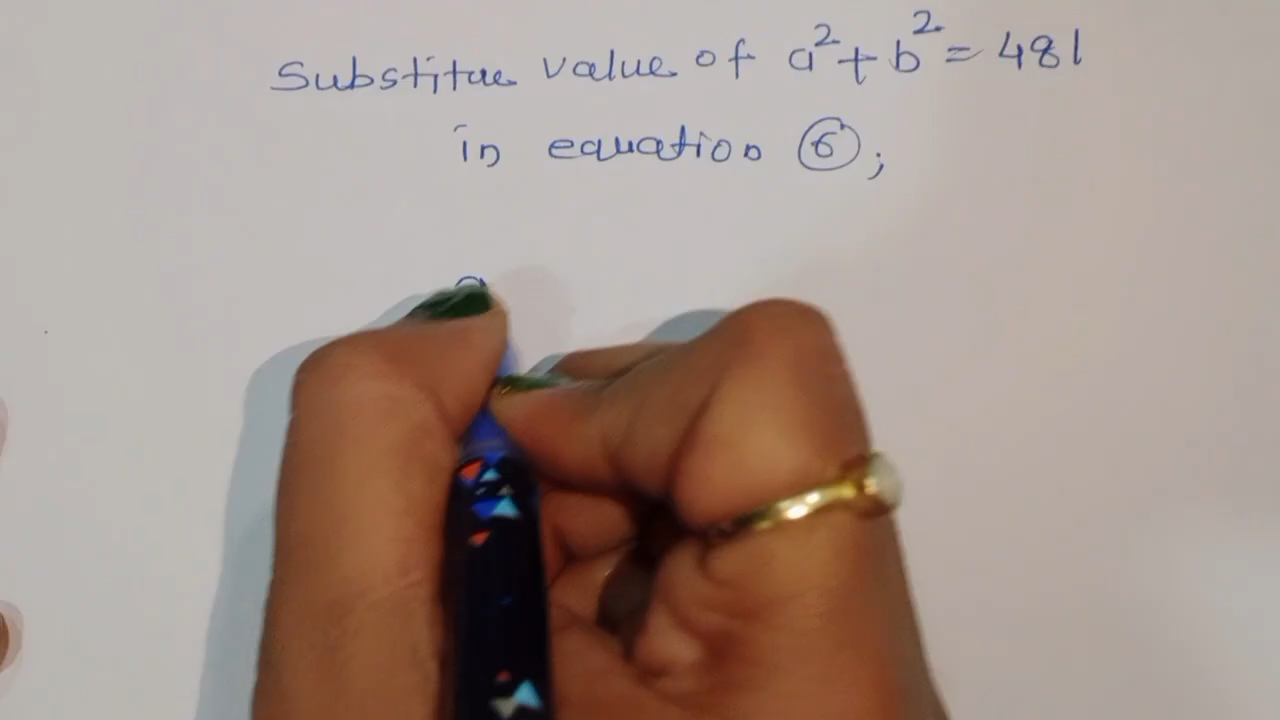 Substitue value of a² + b² = 481
in equation ⑥;